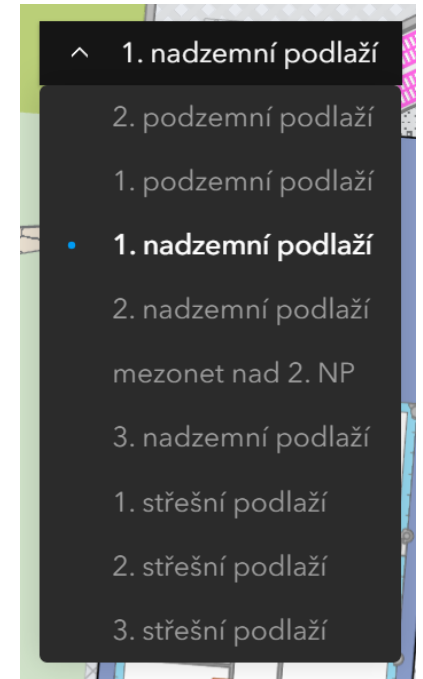 1. nadzemní podlaží
2. podzemní podlaží
1. podzemní podlaží
1. nadzemní podlaží
2. nadzemní podlaží
mezonet nad 2. NP
3. nadzemní podlaží
1. střešní podlaží
2. střešní podlaží
3. střešní podlaží